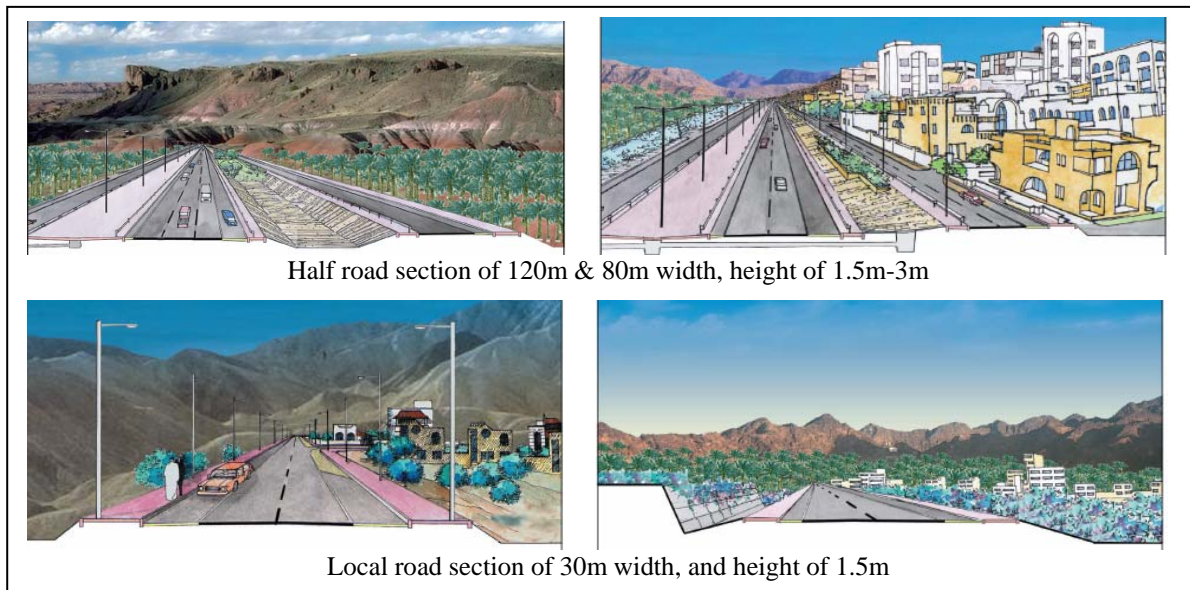 Half road section of 120m & 80m width, height of 1.5m-3m
Local road section of 30m width, and height of 1.5m